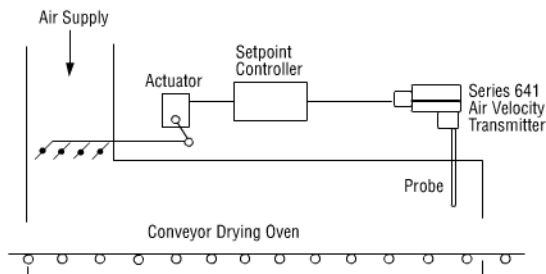 Air Supply
Setpoint
Controller
Actuator
Series 641
Air Velocity
Transmitter
Probe
Conveyor Drying Oven